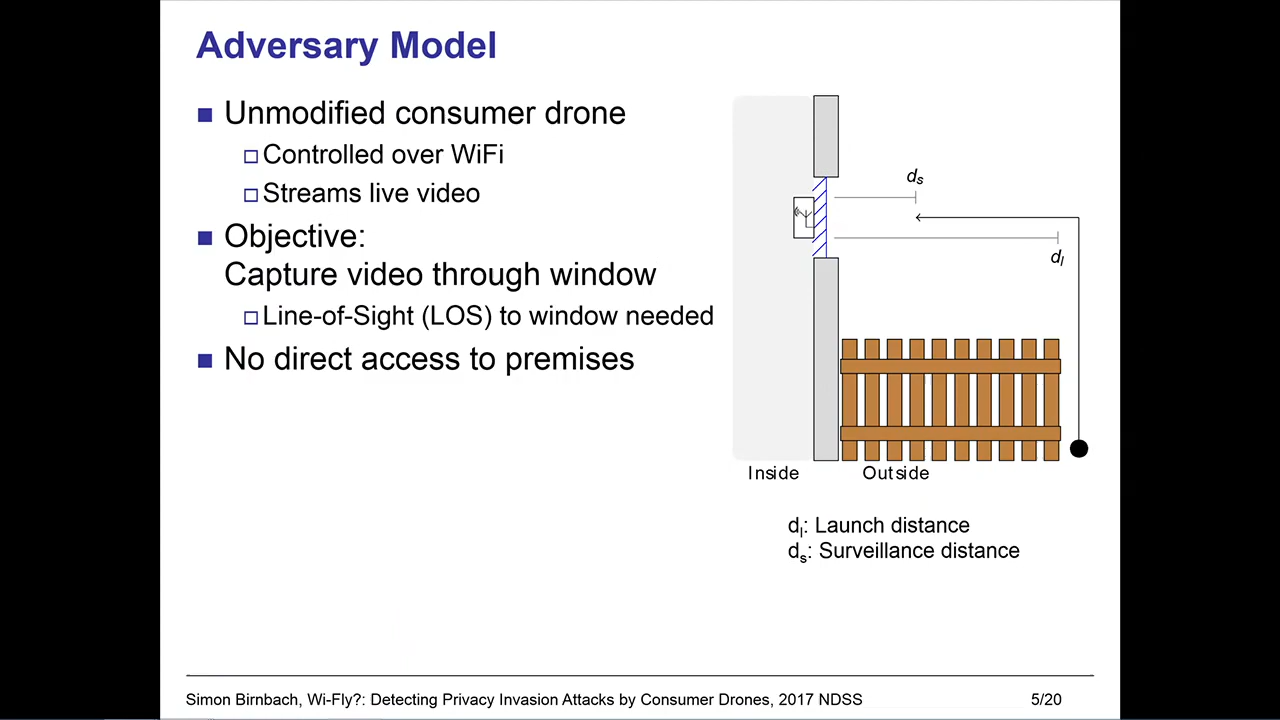 Adversary Model
Unmodified consumer drone
Controlled over WiFi
Streams live video
Objective:
Capture video through window
Line-of-Sight (LOS) to window needed
No direct access to premises
ds
dl
Inside
Outside
dl: Launch distance
ds: Surveillance distance
Simon Birnbach, Wi-Fly?: Detecting Privacy Invasion Attacks by Consumer Drones, 2017 NDSS
5/20